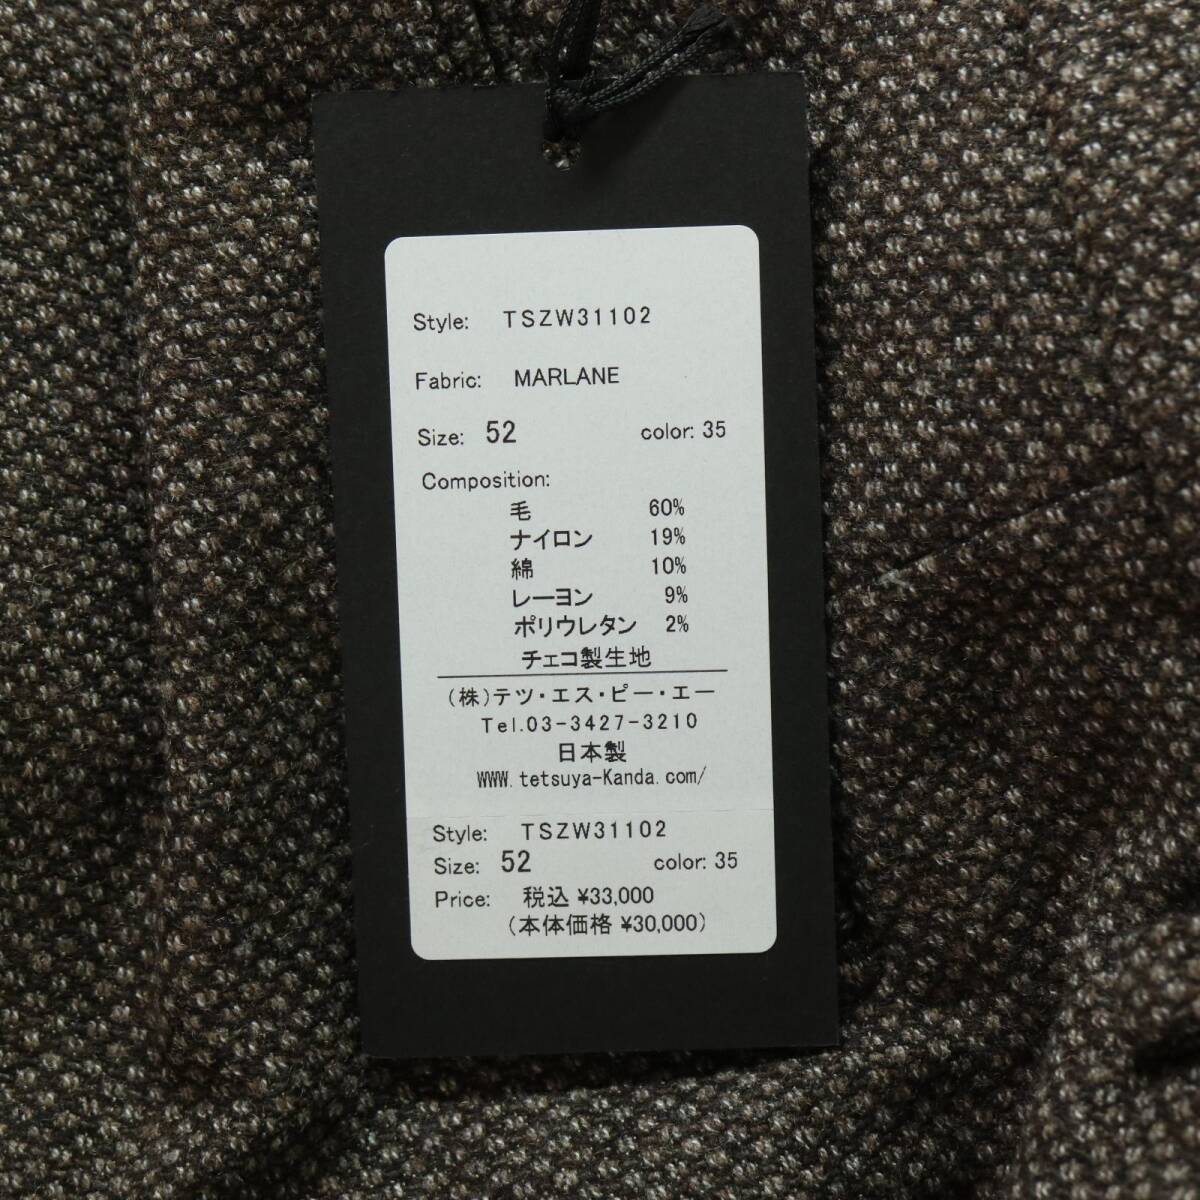 Style: TSZW31102
Fabric: MARLANE
Size: 52 color: 35
Composition:
毛 60%
ナイロン 19%
綿 10%
レーヨン 9%
ポリウレタン 2%
チェコ製生地
(株)テツ・エス・ピー・エー
Tel.03-3427-3210
日本製
WWW.tetsuya-Kanda.com/
Style: TSZW31102
Size: 52 color: 35
Price: 税込 ¥33,000
(本体価格 ¥30,000)